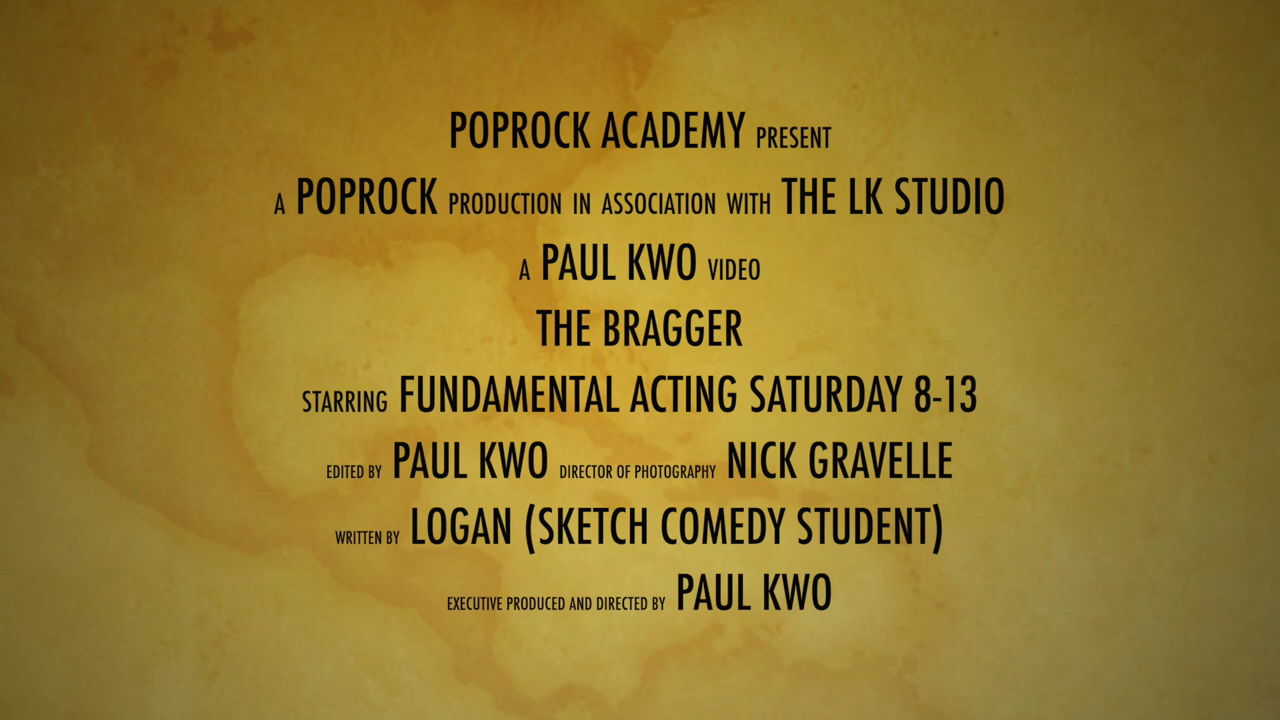 POPROCK ACADEMY PRESENT
A POPROCK PRODUCTION IN ASSOCIATION WITH THE LK STUDIO
A PAUL KWO VIDEO
THE BRAGGER
STARRING FUNDAMENTAL ACTING SATURDAY 8-13
EDITED BY PAUL KWO DIRECTOR OF PHOTOGRAPHY NICK GRAVELLE
WRITTEN BY LOGAN (SKETCH COMEDY STUDENT)
EXECUTIVE PRODUCED AND DIRECTED BY PAUL KWO